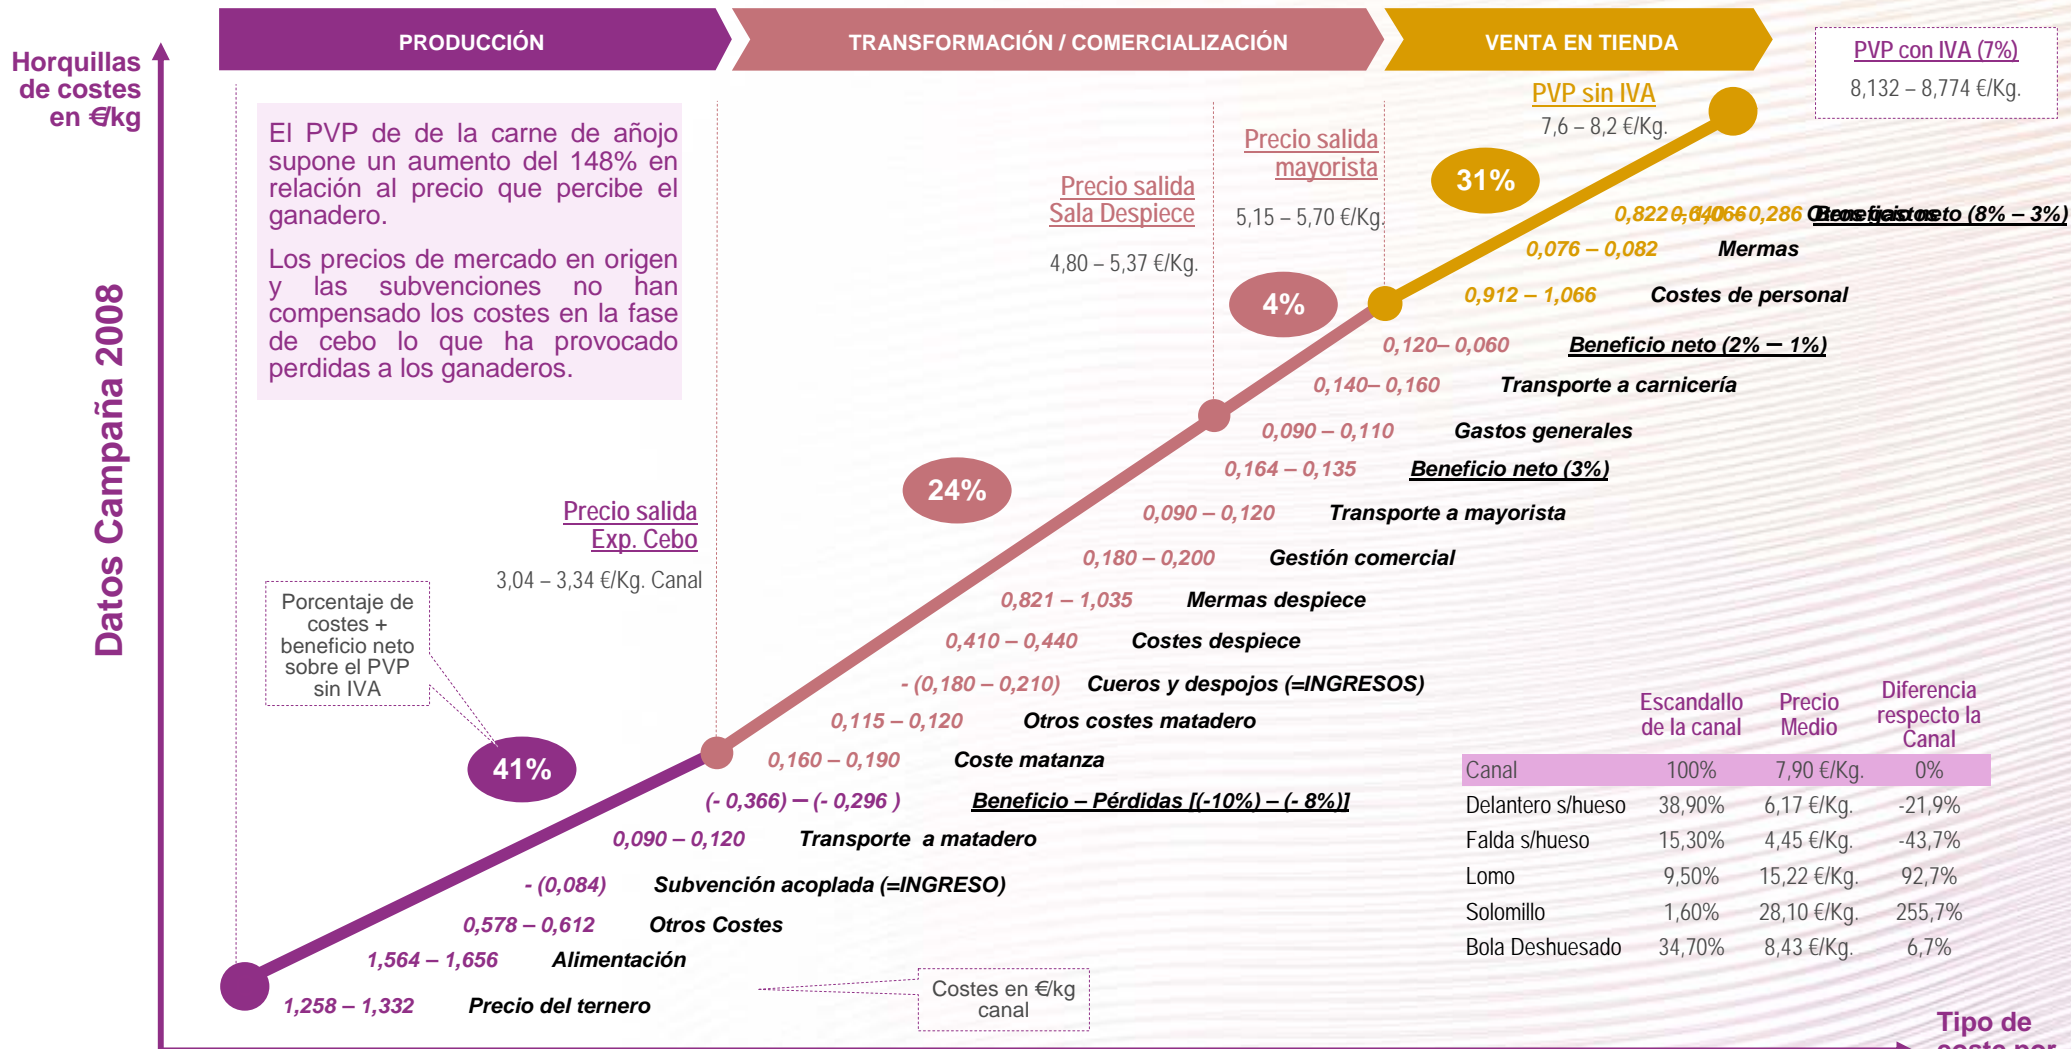 PRODUCCIÓN
TRANSFORMACIÓN / COMERCIALIZACIÓN
VENTA EN TIENDA
Horquillas
de costes
en €/kg
Datos Campaña 2008
PVP con IVA (7%)
8,132 – 8,774 €/Kg.
El PVP de de la carne de añojo
supone un aumento del 148% en
relación al precio que percibe el
ganadero.
Los precios de mercado en origen
y las subvenciones no han
compensado los costes en la fase
de cebo lo que ha provocado
perdidas a los ganaderos.
PVP sin IVA
7,6 – 8,2 €/Kg.
Precio salida
mayorista
5,15 – 5,70 €/Kg.
Precio salida
Sala Despiece
4,80 – 5,37 €/Kg.
Precio salida
Exp. Cebo
3,04 – 3,34 €/Kg. Canal
Porcentaje de
costes +
beneficio neto
sobre el PVP
sin IVA
31%
4%
24%
41%
0,286 neto (8% – 3%)
0,076 – 0,082 Mermas
0,912 – 1,066 Costes de personal
0,120– 0,060 Beneficio neto (2% – 1%)
0,140– 0,160 Transporte a carnicería
0,090 – 0,110 Gastos generales
0,164 – 0,135 Beneficio neto (3%)
0,090 – 0,120 Transporte a mayorista
0,180 – 0,200 Gestión comercial
0,821 – 1,035 Mermas despiece
0,410 – 0,440 Costes despiece
- (0,180 – 0,210) Cueros y despojos (=INGRESOS)
0,115 – 0,120 Otros costes matadero
0,160 – 0,190 Coste matanza
(- 0,366) – (- 0,296 ) Beneficio – Pérdidas [(-10%) – (- 8%)]
0,090 – 0,120 Transporte a matadero
- (0,084) Subvención acoplada (=INGRESO)
0,578 – 0,612 Otros Costes
1,564 – 1,656 Alimentación
1,258 – 1,332 Precio del ternero
Costes en €/kg
canal
Escandallo
de la canal
Precio
Medio
Diferencia
respecto la
Canal
Canal 100% 7,90 €/Kg. 0%
Delantero s/hueso 38,90% 6,17 €/Kg. -21,9%
Falda s/hueso 15,30% 4,45 €/Kg. -43,7%
Lomo 9,50% 15,22 €/Kg. 92,7%
Solomillo 1,60% 28,10 €/Kg. 255,7%
Bola Deshuesado 34,70% 8,43 €/Kg. 6,7%
Tipo de